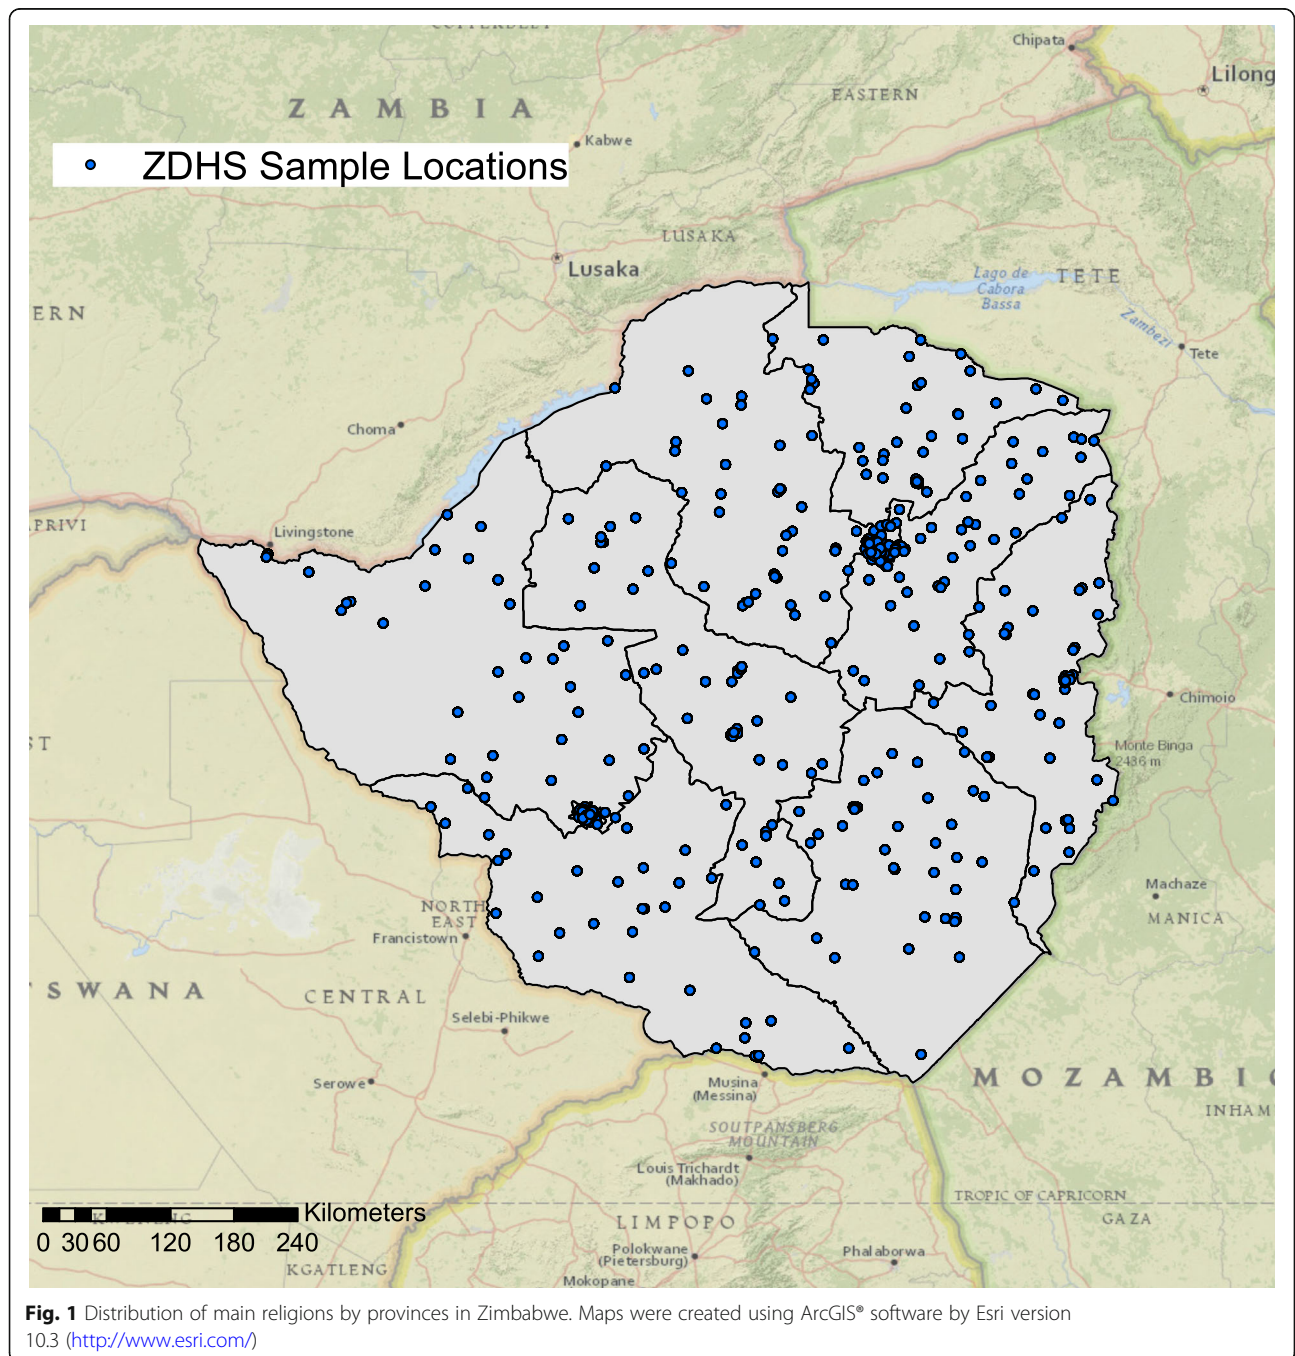 Chipata
Lilong
EASTERN
ZAMBIA
Kabwe
ZDHS Sample Locations
LUSAKA
Lusaka
Lago de
Cabora
Bassa
TETE
ERN
Zambezi
Tete
Choma
PRIVI
Livingstone
Chimoio
ST
Monte Binga
2436 m
Machaze
MANICA
NORTH
EAST
Francistown
TSWANA
CENTRAL
Selebi-Phikwe
Serowe
Musina
(Messina)
MOZAMBIC
INHAM
SOUTPANSBERG
MOUNTAIN
Louis Trichardt
(Makhado)
TROPIC OF CAPRICORN
GAZA
Kilometers
0 30 60 120 180 240
LIMPOPO
Polokwane
(Pietersburg)
Phalaborwa
KGATLENG
Mokopane
Fig. 1 Distribution of main religions by provinces in Zimbabwe. Maps were created using ArcGIS® software by Esri version
10.3 (http://www.esri.com/)